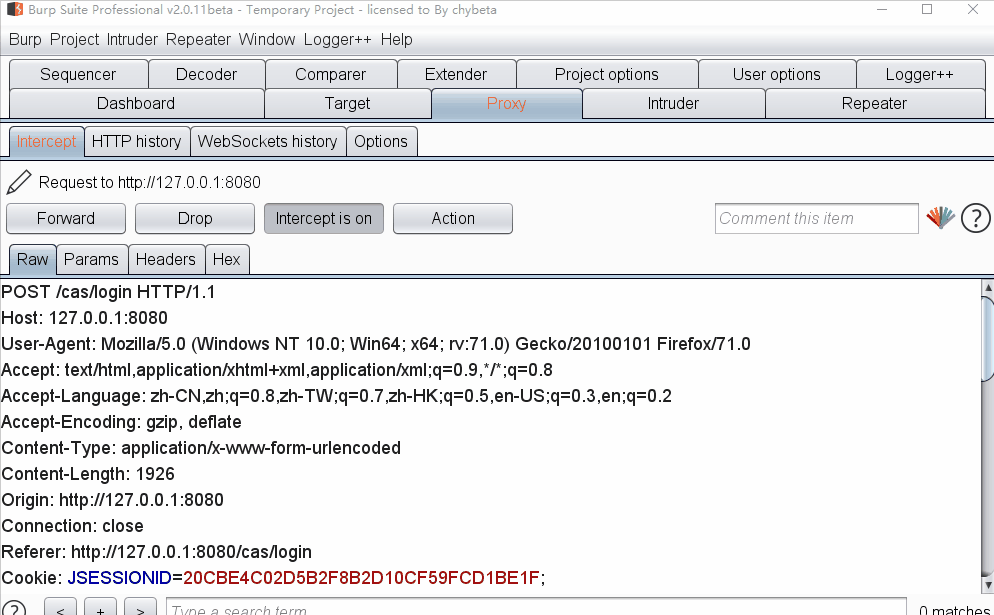 Burp Suite Professional v2.0.11beta - Temporary Project - licensed to By chybeta
Burp Project Intruder Repeater Window Logger++ Help
Sequencer Decoder Comparer Extender Project options User options Logger++
Dashboard Target Proxy Intruder Repeater
Intercept HTTP history WebSockets history Options
Request to http://127.0.0.1:8080
Forward Drop Intercept is on Action Comment this item ?
Raw Params Headers Hex
POST /cas/login HTTP/1.1
Host: 127.0.0.1:8080
User-Agent: Mozilla/5.0 (Windows NT 10.0; Win64; x64; rv:71.0) Gecko/20100101 Firefox/71.0
Accept: text/html,application/xhtml+xml,application/xml;q=0.9,*/*;q=0.8
Accept-Language: zh-CN,zh;q=0.8,zh-TW;q=0.7,zh-HK;q=0.5,en-US;q=0.3,en;q=0.2
Accept-Encoding: gzip, deflate
Content-Type: application/x-www-form-urlencoded
Content-Length: 1926
Origin: http://127.0.0.1:8080
Connection: close
Referer: http://127.0.0.1:8080/cas/login
Cookie: JSESSIONID=20CBE4C02D5B2F8B2D10CF59FCD1BE1F;
? < + > Type a search term 0 matches